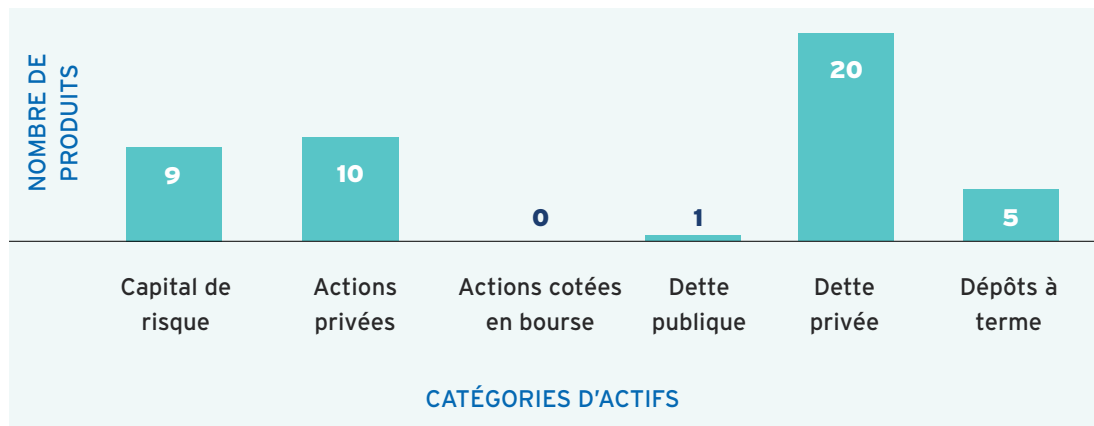 NOMBRE DE
PRODUITS
9
10
0
1
20
5
Capital de
risque
Actions
privées
Actions cotées
en bourse
Dette
publique
Dette
privée
Dépôts à
terme
CATÉGORIES D'ACTIFS